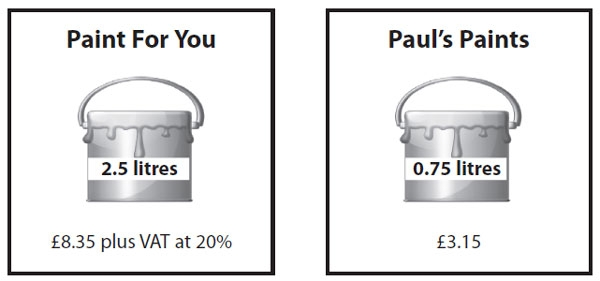 Paint For You
2.5 litres
£8.35 plus VAT at 20%
Paul’s Paints
0.75 litres
£3.15